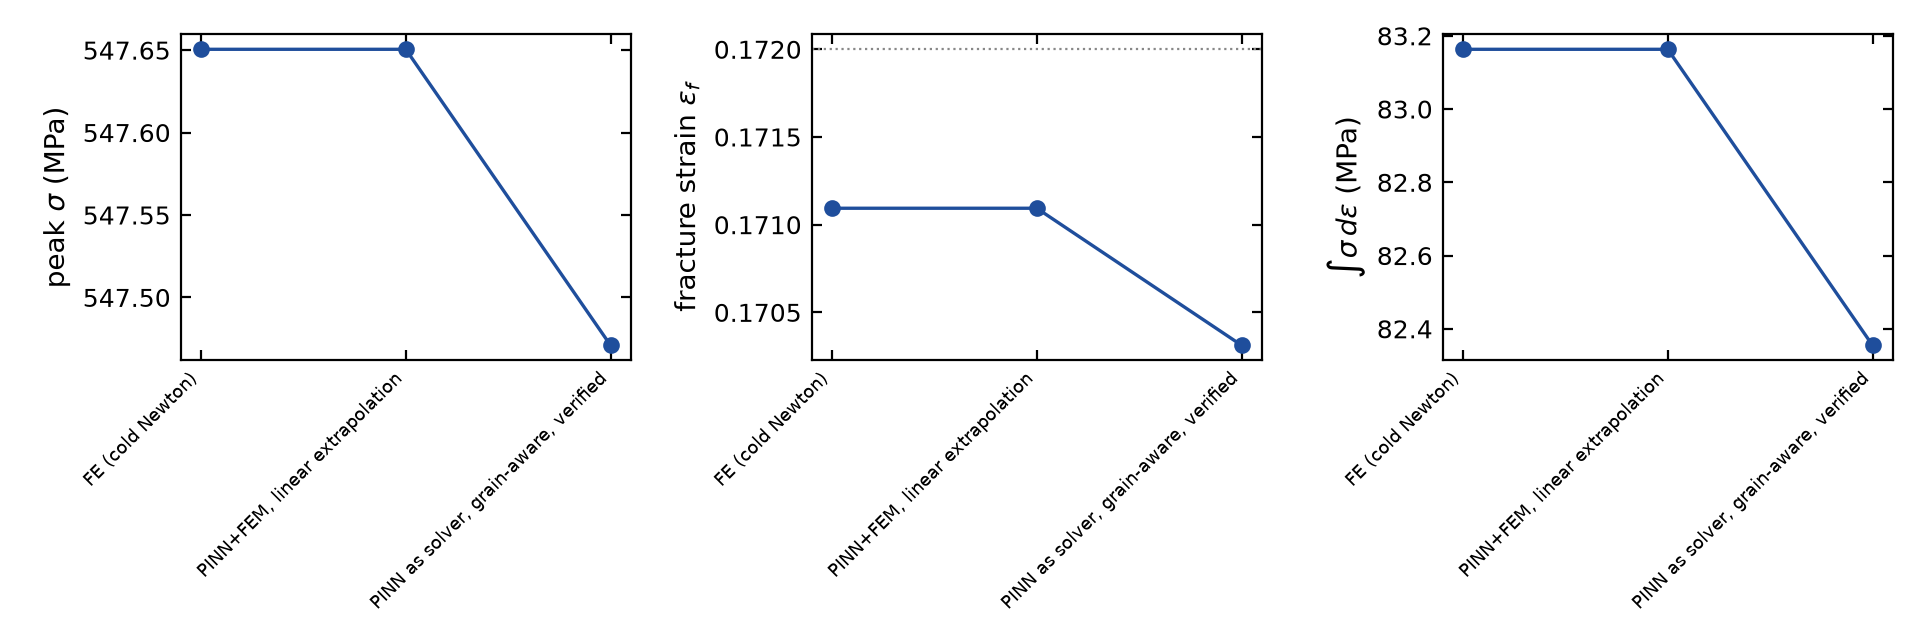 peak σ (MPa)
547.65
547.60
547.55
547.50
FE (cold Newton)
PINN+FEM, linear extrapolation
PINN as solver, grain-aware, verified
fracture strain ε_f
0.1720
0.1715
0.1710
0.1705
FE (cold Newton)
PINN+FEM, linear extrapolation
PINN as solver, grain-aware, verified
∫σ dε (MPa)
83.2
83.0
82.8
82.6
82.4
FE (cold Newton)
PINN+FEM, linear extrapolation
PINN as solver, grain-aware, verified